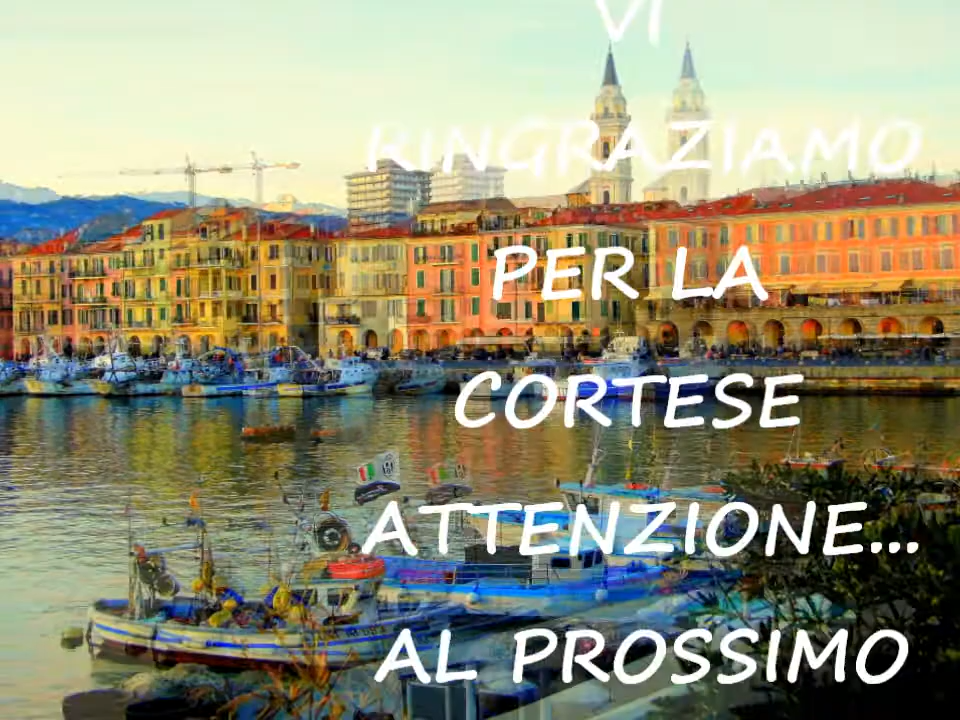 VI
RINGRAZIAMO
PER LA
CORTESE
ATTENZIONE...
AL PROSSIMO